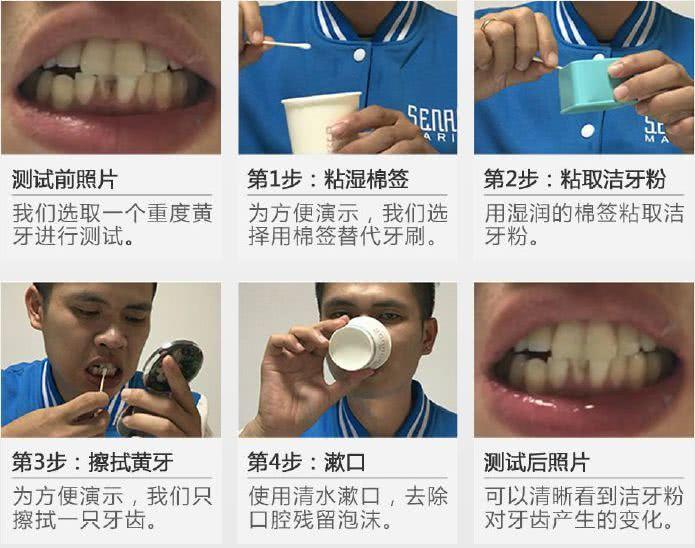 SENA
MARI
SE
MA
测试前照片
我们选取一个重度黄
牙进行测试。
第1步：粘湿棉签
为方便演示，我们选
择用棉签替代牙刷。
第2步：粘取洁牙粉
用湿润的棉签粘取洁
牙粉。
第3步：擦拭黄牙
为方便演示，我们只
擦拭一只牙齿。
第4步：漱口
使用清水漱口，去除
口腔残留泡沫。
测试后照片
可以清晰看到洁牙粉
对牙齿产生的变化。